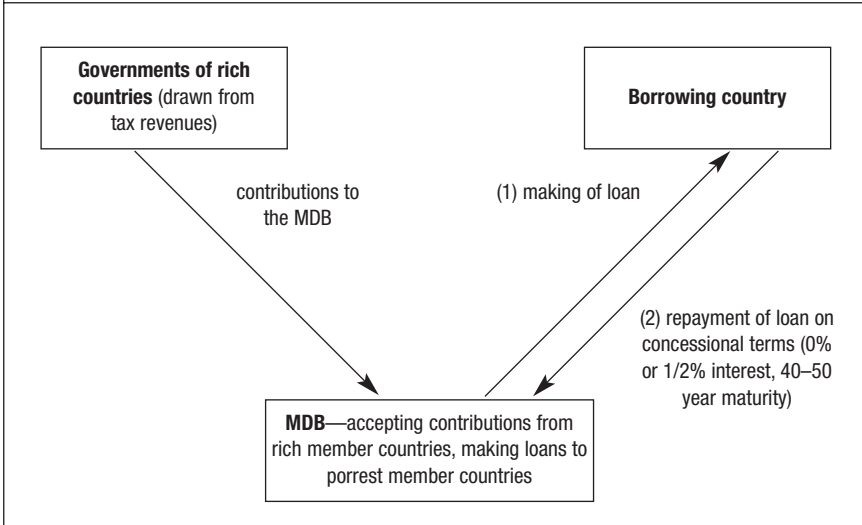 Governments of rich
countries (drawn from
tax revenues)
Borrowing country
contributions to
the MDB
(1) making of loan
(2) repayment of loan on
concessional terms (0%
or 1/2% interest, 40–50
year maturity)
MDB—accepting contributions from
rich member countries, making loans to
porrest member countries